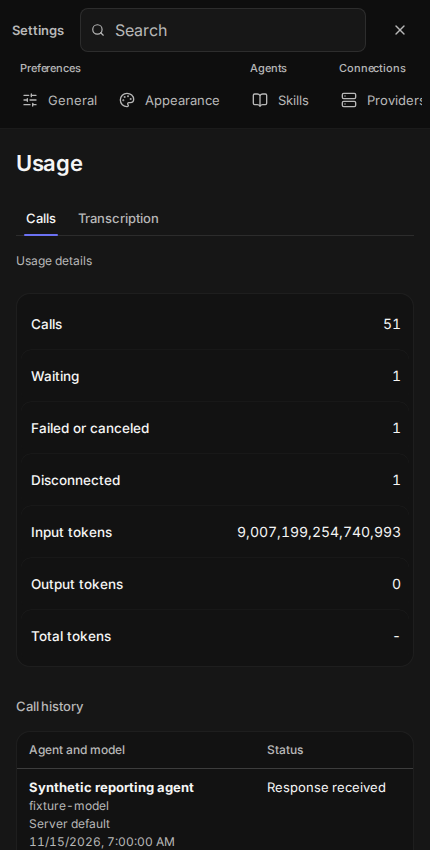 Settings
Search
Preferences
Agents
Connections
General
Appearance
Skills
Providers
Usage
Calls
Transcription
Usage details
Calls 51
Waiting 1
Failed or canceled 1
Disconnected 1
Input tokens 9,007,199,254,740,993
Output tokens 0
Total tokens -
Call history
Agent and model Status
Synthetic reporting agent Response received
fixture-model
Server default
11/15/2026, 7:00:00 AM